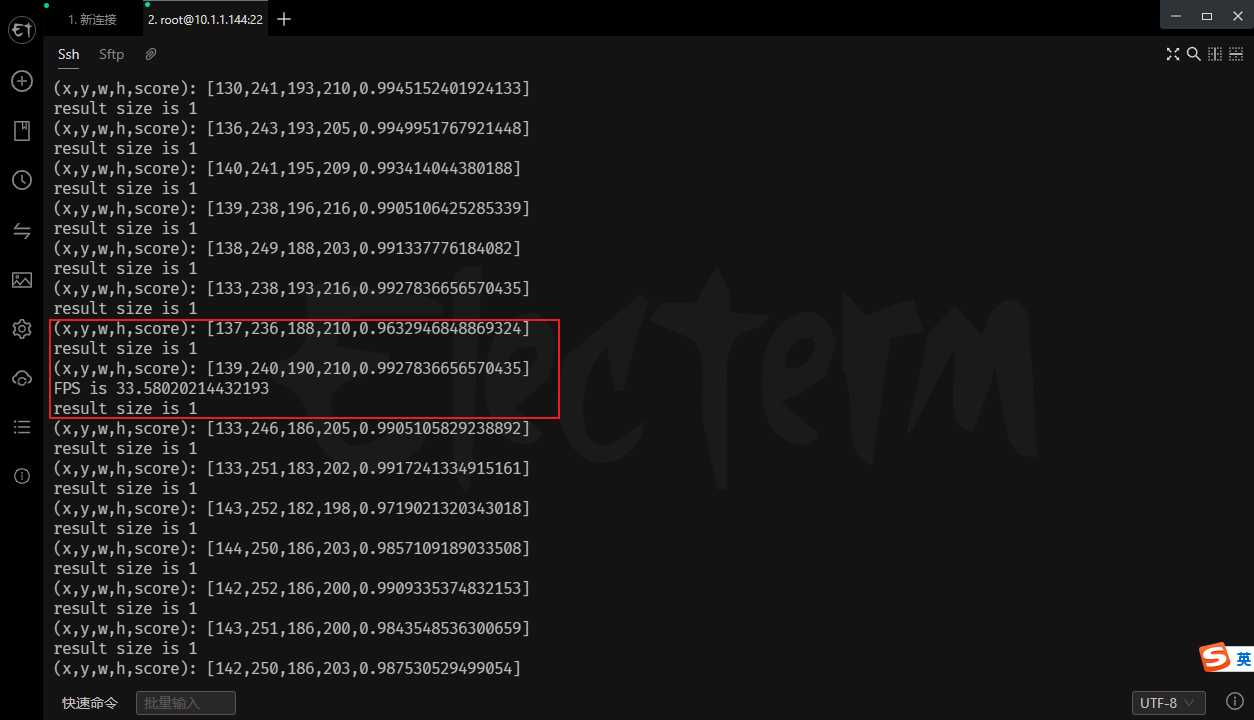 1. 新连接
2. root@10.1.1.144:22
Ssh
Sftp
(x,y,w,h,score): [130,241,193,210,0.9945152401924133]
result size is 1
(x,y,w,h,score): [136,243,193,205,0.9949951767921448]
result size is 1
(x,y,w,h,score): [140,241,195,209,0.993414044380188]
result size is 1
(x,y,w,h,score): [139,238,196,216,0.9905106425285339]
result size is 1
(x,y,w,h,score): [138,249,188,203,0.991337776184082]
result size is 1
(x,y,w,h,score): [133,238,193,216,0.9927836656570435]
result size is 1
(x,y,w,h,score): [137,236,188,210,0.9632946848869324]
result size is 1
(x,y,w,h,score): [139,240,190,210,0.9927836656570435]
FPS is 33.58020214432193
result size is 1
(x,y,w,h,score): [133,246,186,205,0.9905105829238892]
result size is 1
(x,y,w,h,score): [133,251,183,202,0.9917241334915161]
result size is 1
(x,y,w,h,score): [143,252,182,198,0.9719021320343018]
result size is 1
(x,y,w,h,score): [144,250,186,203,0.9857109189033508]
result size is 1
(x,y,w,h,score): [142,252,186,200,0.9909335374832153]
result size is 1
(x,y,w,h,score): [143,251,186,200,0.9843548536300659]
result size is 1
(x,y,w,h,score): [142,250,186,203,0.987530529499054]
Electerm
英
快速命令
批量输入
UTF-8